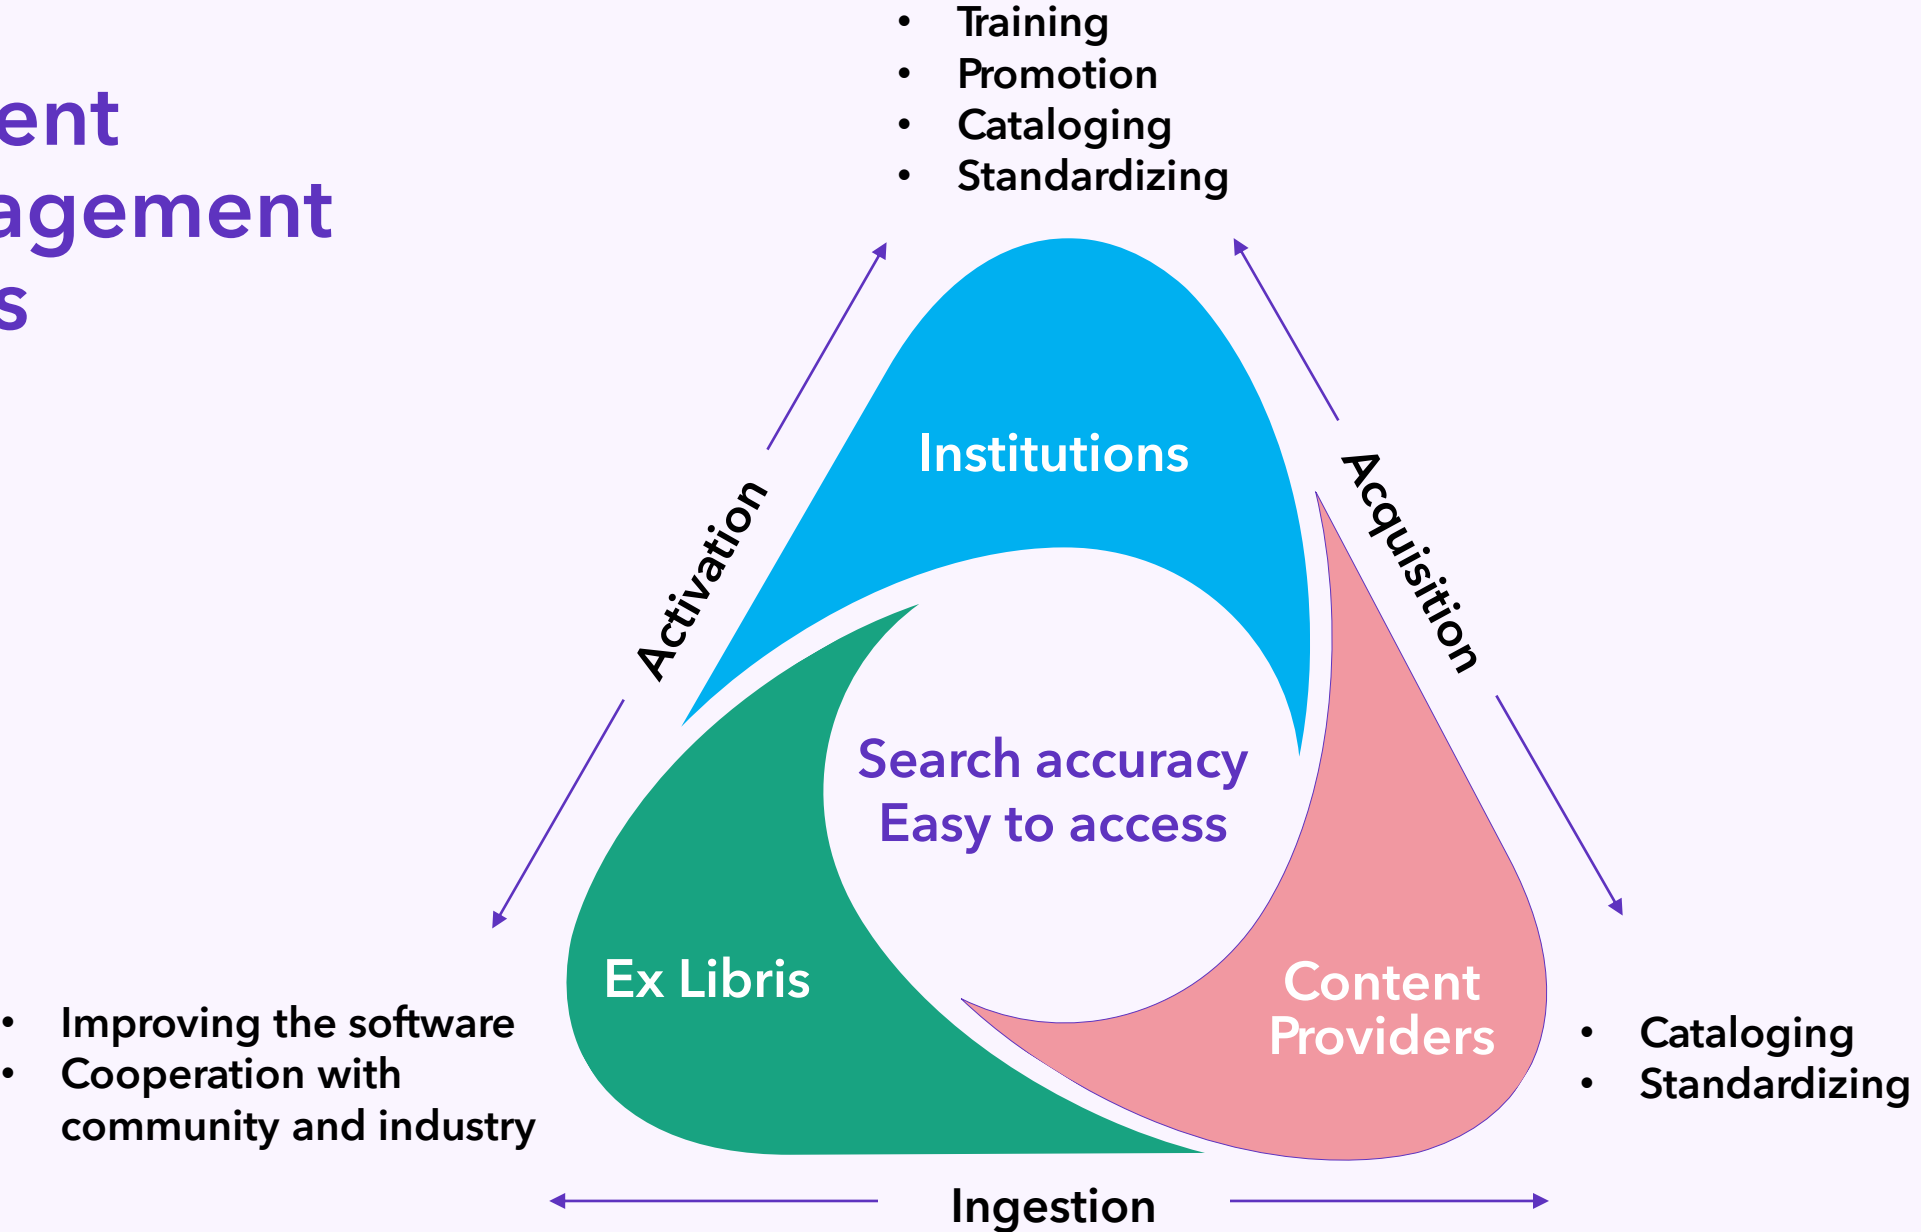 ent
agement
s
• Training
• Promotion
• Cataloging
• Standardizing
Institutions
Activation
Acquisition
Search accuracy
Easy to access
Ex Libris
Content
Providers
• Improving the software
• Cooperation with
community and industry
• Cataloging
• Standardizing
Ingestion